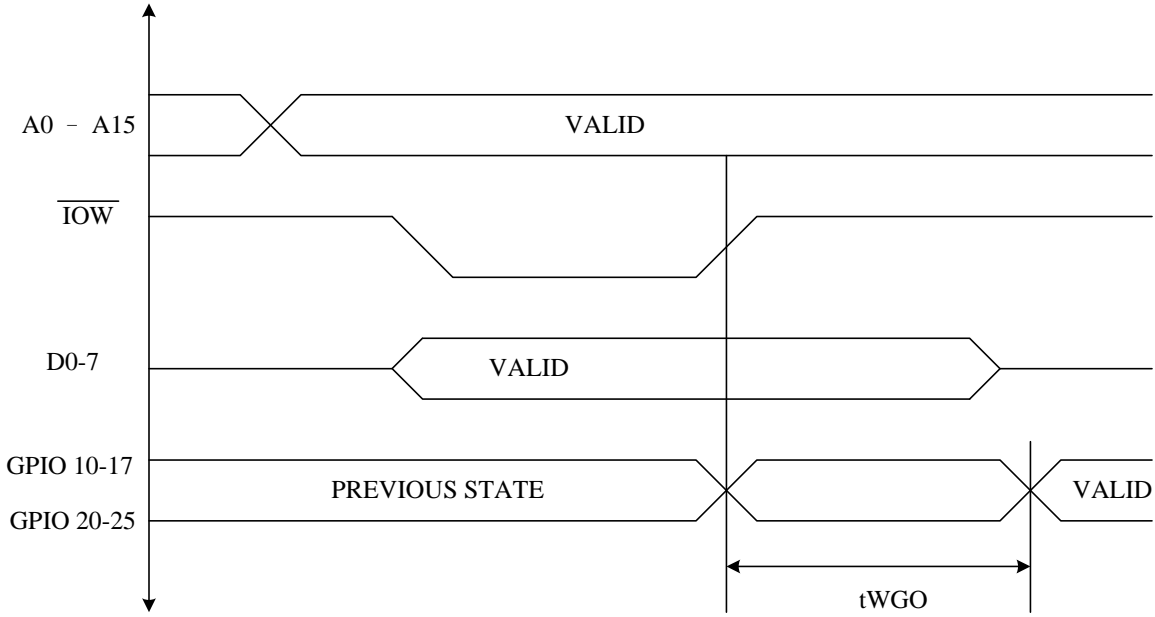 A0 – A15
VALID
IOW
D0-7
VALID
GPIO 10-17
GPIO 20-25
PREVIOUS STATE
VALID
tWGO